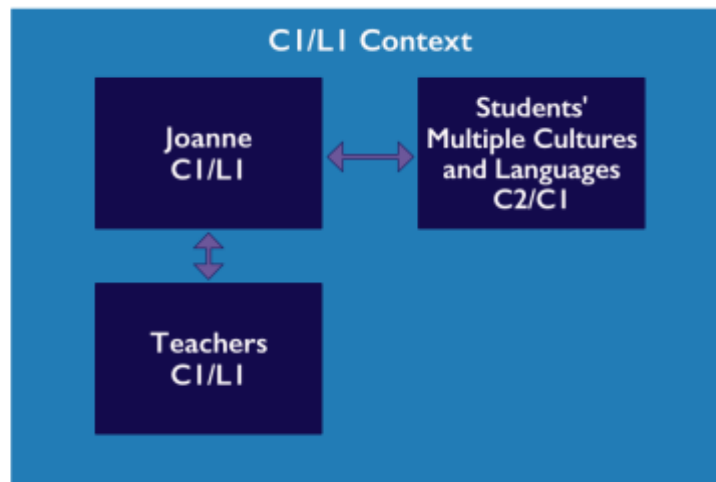 C1/L1 Context
Joanne
C1/L1
Students'
Multiple Cultures
and Languages
C2/C1
Teachers
C1/L1